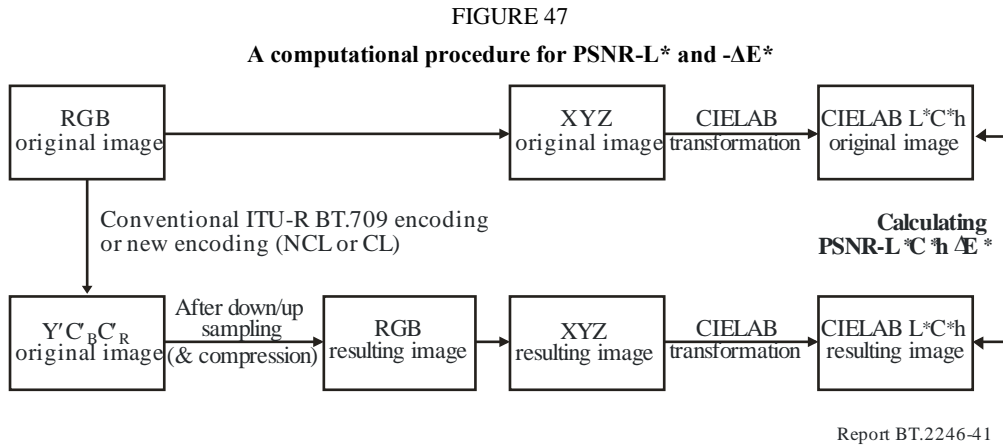 FIGURE 47
A computational procedure for PSNR-L* and -ΔE*
RGB
original image
XYZ
original image
CIELAB
transformation
CIELAB L*C*h
original image
Conventional ITU-R BT.709 encoding
or new encoding (NCL or CL)
Calculating
PSNR-L*C*h ΔE*
Y′C′BC′R
original image
After down/up
sampling
(& compression)
RGB
resulting image
XYZ
resulting image
CIELAB
transformation
CIELAB L*C*h
resulting image
Report BT.2246-41